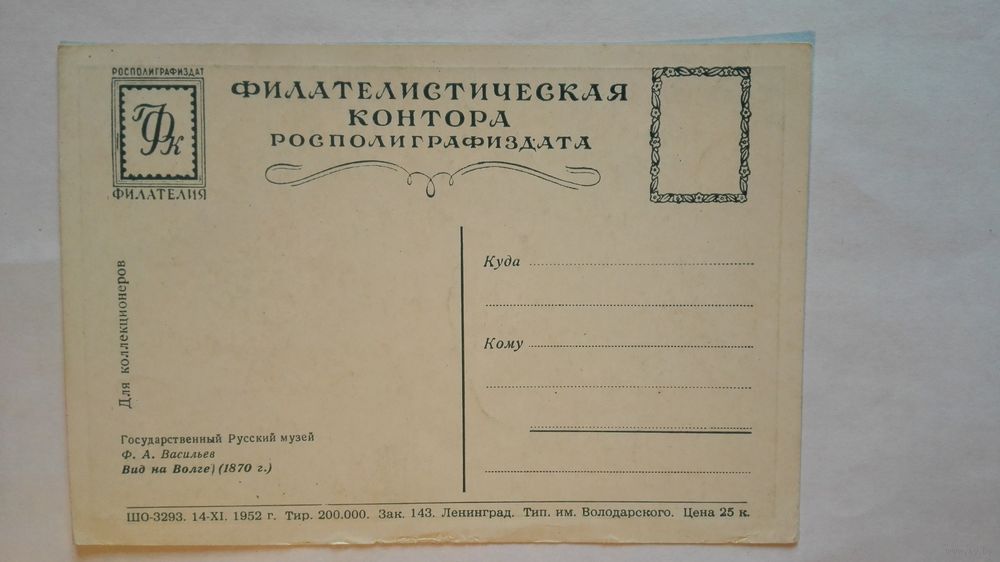 РОСПОЛИГРАФИЗДАТ
ФК
ФИЛАТЕЛИЯ
ФИЛАТЕЛИСТИЧЕСКАЯ
КОНТОРА
РОСПОЛИГРАФИЗДАТА
Для коллекционеров
Государственный Русский музей
Ф. А. Васильев
Вид на Волге) (1870 г.)
Куда
Кому
ШО-3293. 14-XI. 1952 г. Тир. 200.000. Зак. 143. Ленинград. Тип. им. Володарского. Цена 25 к.